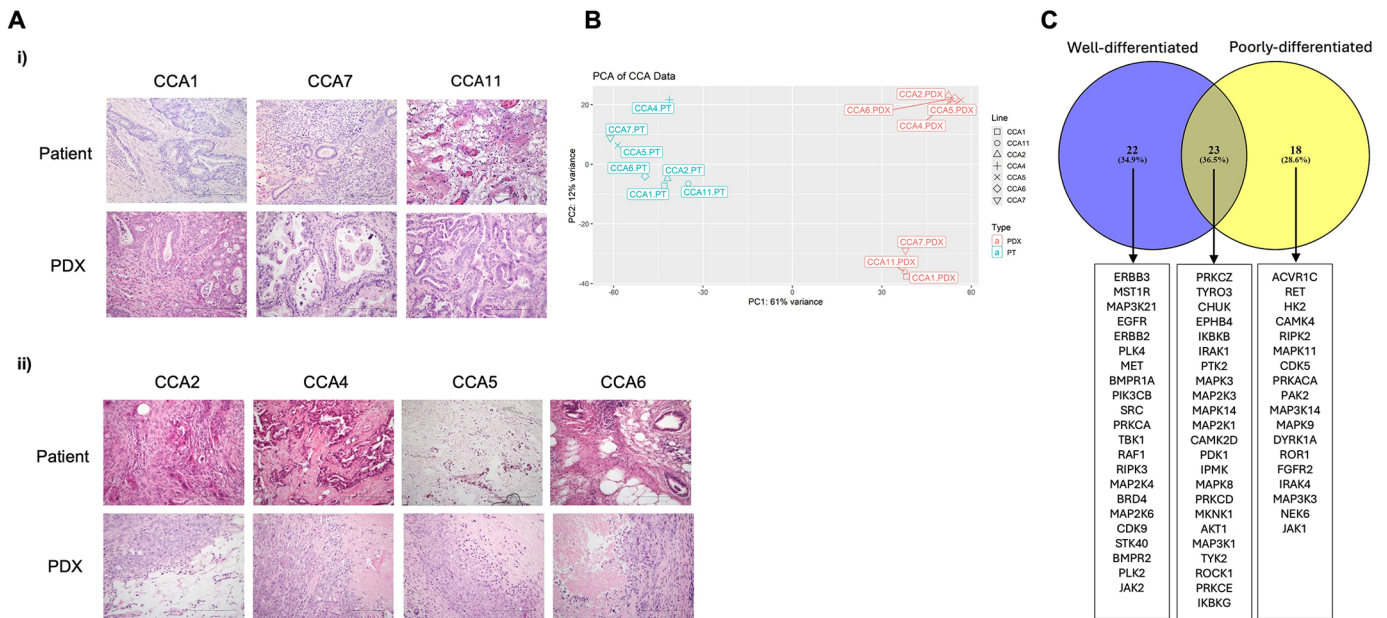 A
i)
CCA1
CCA7
CCA11
Patient
PDX
ii)
CCA2
CCA4
CCA5
CCA6
Patient
PDX
B
PCA of CCA Data
20
0
-20
-40
-60
-30
0
30
60
PC2: 12% variance
PC1: 61% variance
CCA4.PT
CCA7.PT
CCA5.PT
CCA6.PT
CCA2.PT
CCA1.PT
CCA11.PT
CCA2.PDX
CCA6.PDX
CCA5.PDX
CCA4.PDX
CCA7.PDX
CCA11.PDX
CCA1.PDX
Line
CCA1
CCA11
CCA2
CCA4
CCA5
CCA6
CCA7
Type
a PDX
a PT
C
Well-differentiated
Poorly-differentiated
22
(34.9%)
23
(36.5%)
18
(28.6%)
ERBB3
MST1R
MAP3K21
EGFR
ERBB2
PLK4
MET
BMPR1A
PIK3CB
SRC
PRKCA
TBK1
RAF1
RIPK3
MAP2K4
BRD4
MAP2K6
CDK9
STK40
BMPR2
PLK2
JAK2
PRKCZ
TYRO3
CHUK
EPHB4
IKBKB
IRAK1
PTK2
MAPK3
MAP2K3
MAPK14
MAP2K1
CAMK2D
PDK1
IPMK
MAPK8
PRKCD
MKNK1
AKT1
MAP3K1
TYK2
ROCK1
PRKCE
IKBKG
ACVR1C
RET
HK2
CAMK4
RIPK2
MAPK11
CDK5
PRKACA
PAK2
MAP3K14
MAPK9
DYRK1A
ROR1
FGFR2
IRAK4
MAP3K3
NEK6
JAK1